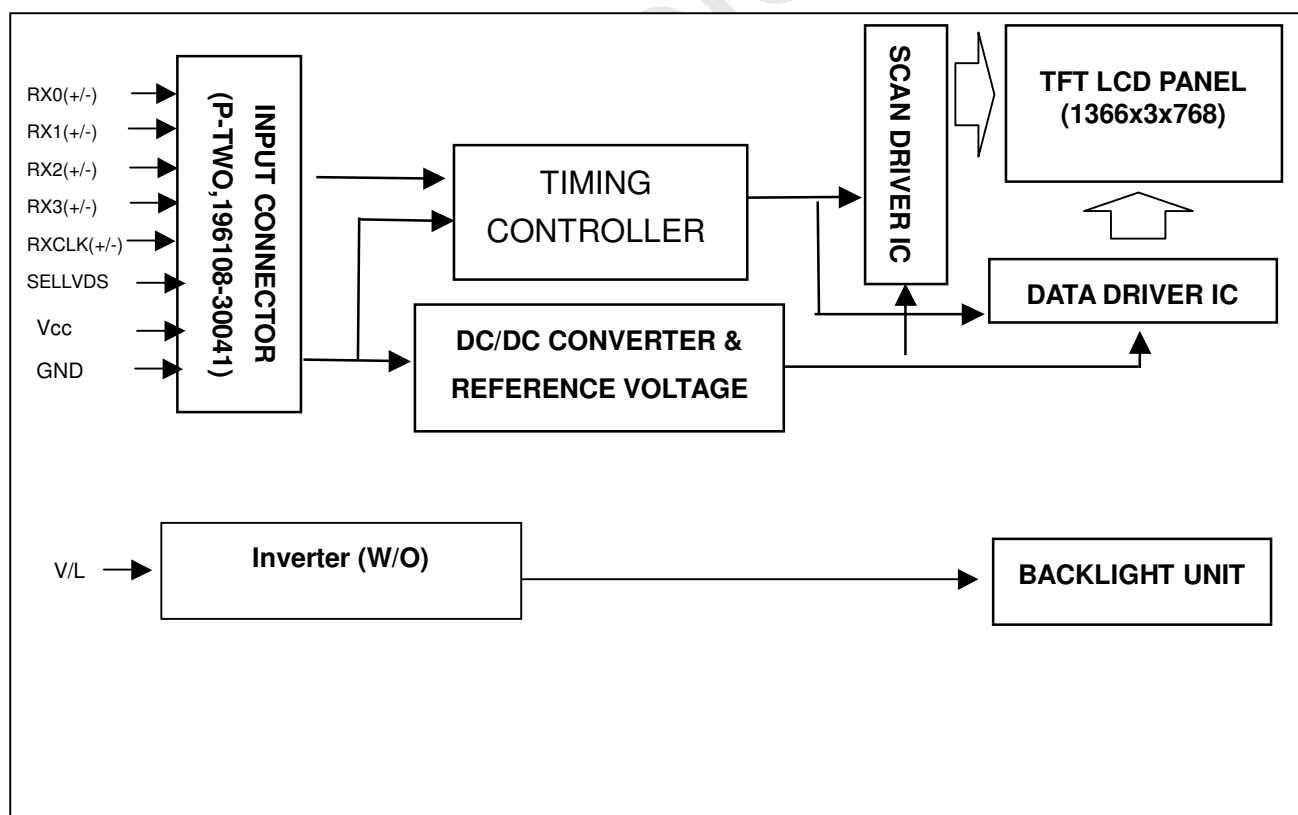 RX0(+/-)
RX1(+/-)
RX2(+/-)
RX3(+/-)
RXCLK(+/-)
SELLVDS
Vcc
GND
INPUT CONNECTOR
(P-TWO,196108-30041)
TIMING
CONTROLLER
DC/DC CONVERTER &
REFERENCE VOLTAGE
SCAN DRIVER IC
TFT LCD PANEL
(1366x3x768)
DATA DRIVER IC
V/L
Inverter (W/O)
BACKLIGHT UNIT